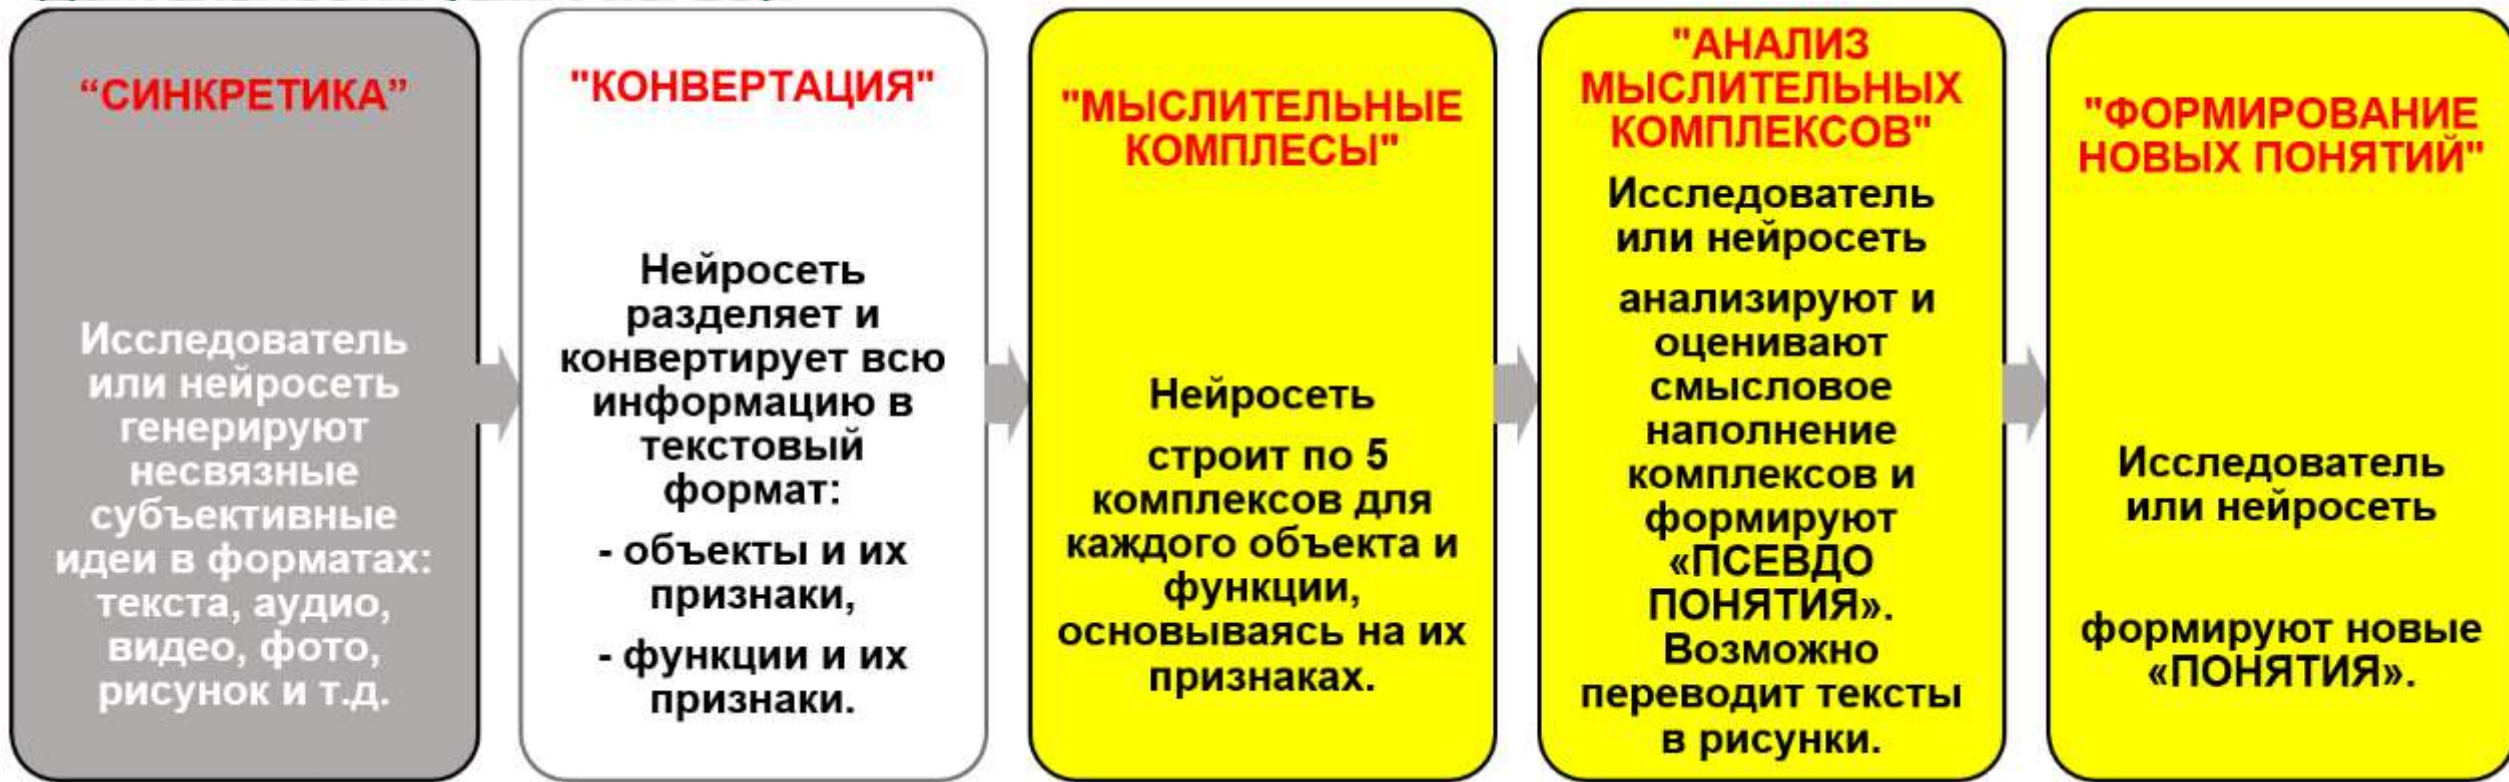 “СИНКРЕТИКА”
Исследователь
или нейросеть
генерируют
несвязные
субъективные
идеи в форматах:
текста, аудио,
видео, фото,
рисунок и т.д.
"КОНВЕРТАЦИЯ"
Нейросеть
разделяет и
конвертирует всю
информацию в
текстовый
формат:
- объекты и их
признаки,
- функции и их
признаки.
"МЫСЛИТЕЛЬНЫЕ
КОМПЛЕСЫ"
Нейросеть
строит по 5
комплексов для
каждого объекта и
функции,
основываясь на их
признаках.
"АНАЛИЗ
МЫСЛИТЕЛЬНЫХ
КОМПЛЕКСОВ"
Исследователь
или нейросеть
анализируют и
оценивают
смысловое
наполнение
комплексов и
формируют
«ПСЕВДО
ПОНЯТИЯ».
Возможно
переводит тексты
в рисунки.
"ФОРМИРОВАНИЕ
НОВЫХ ПОНЯТИЙ"
Исследователь
или нейросеть
формируют новые
«ПОНЯТИЯ».